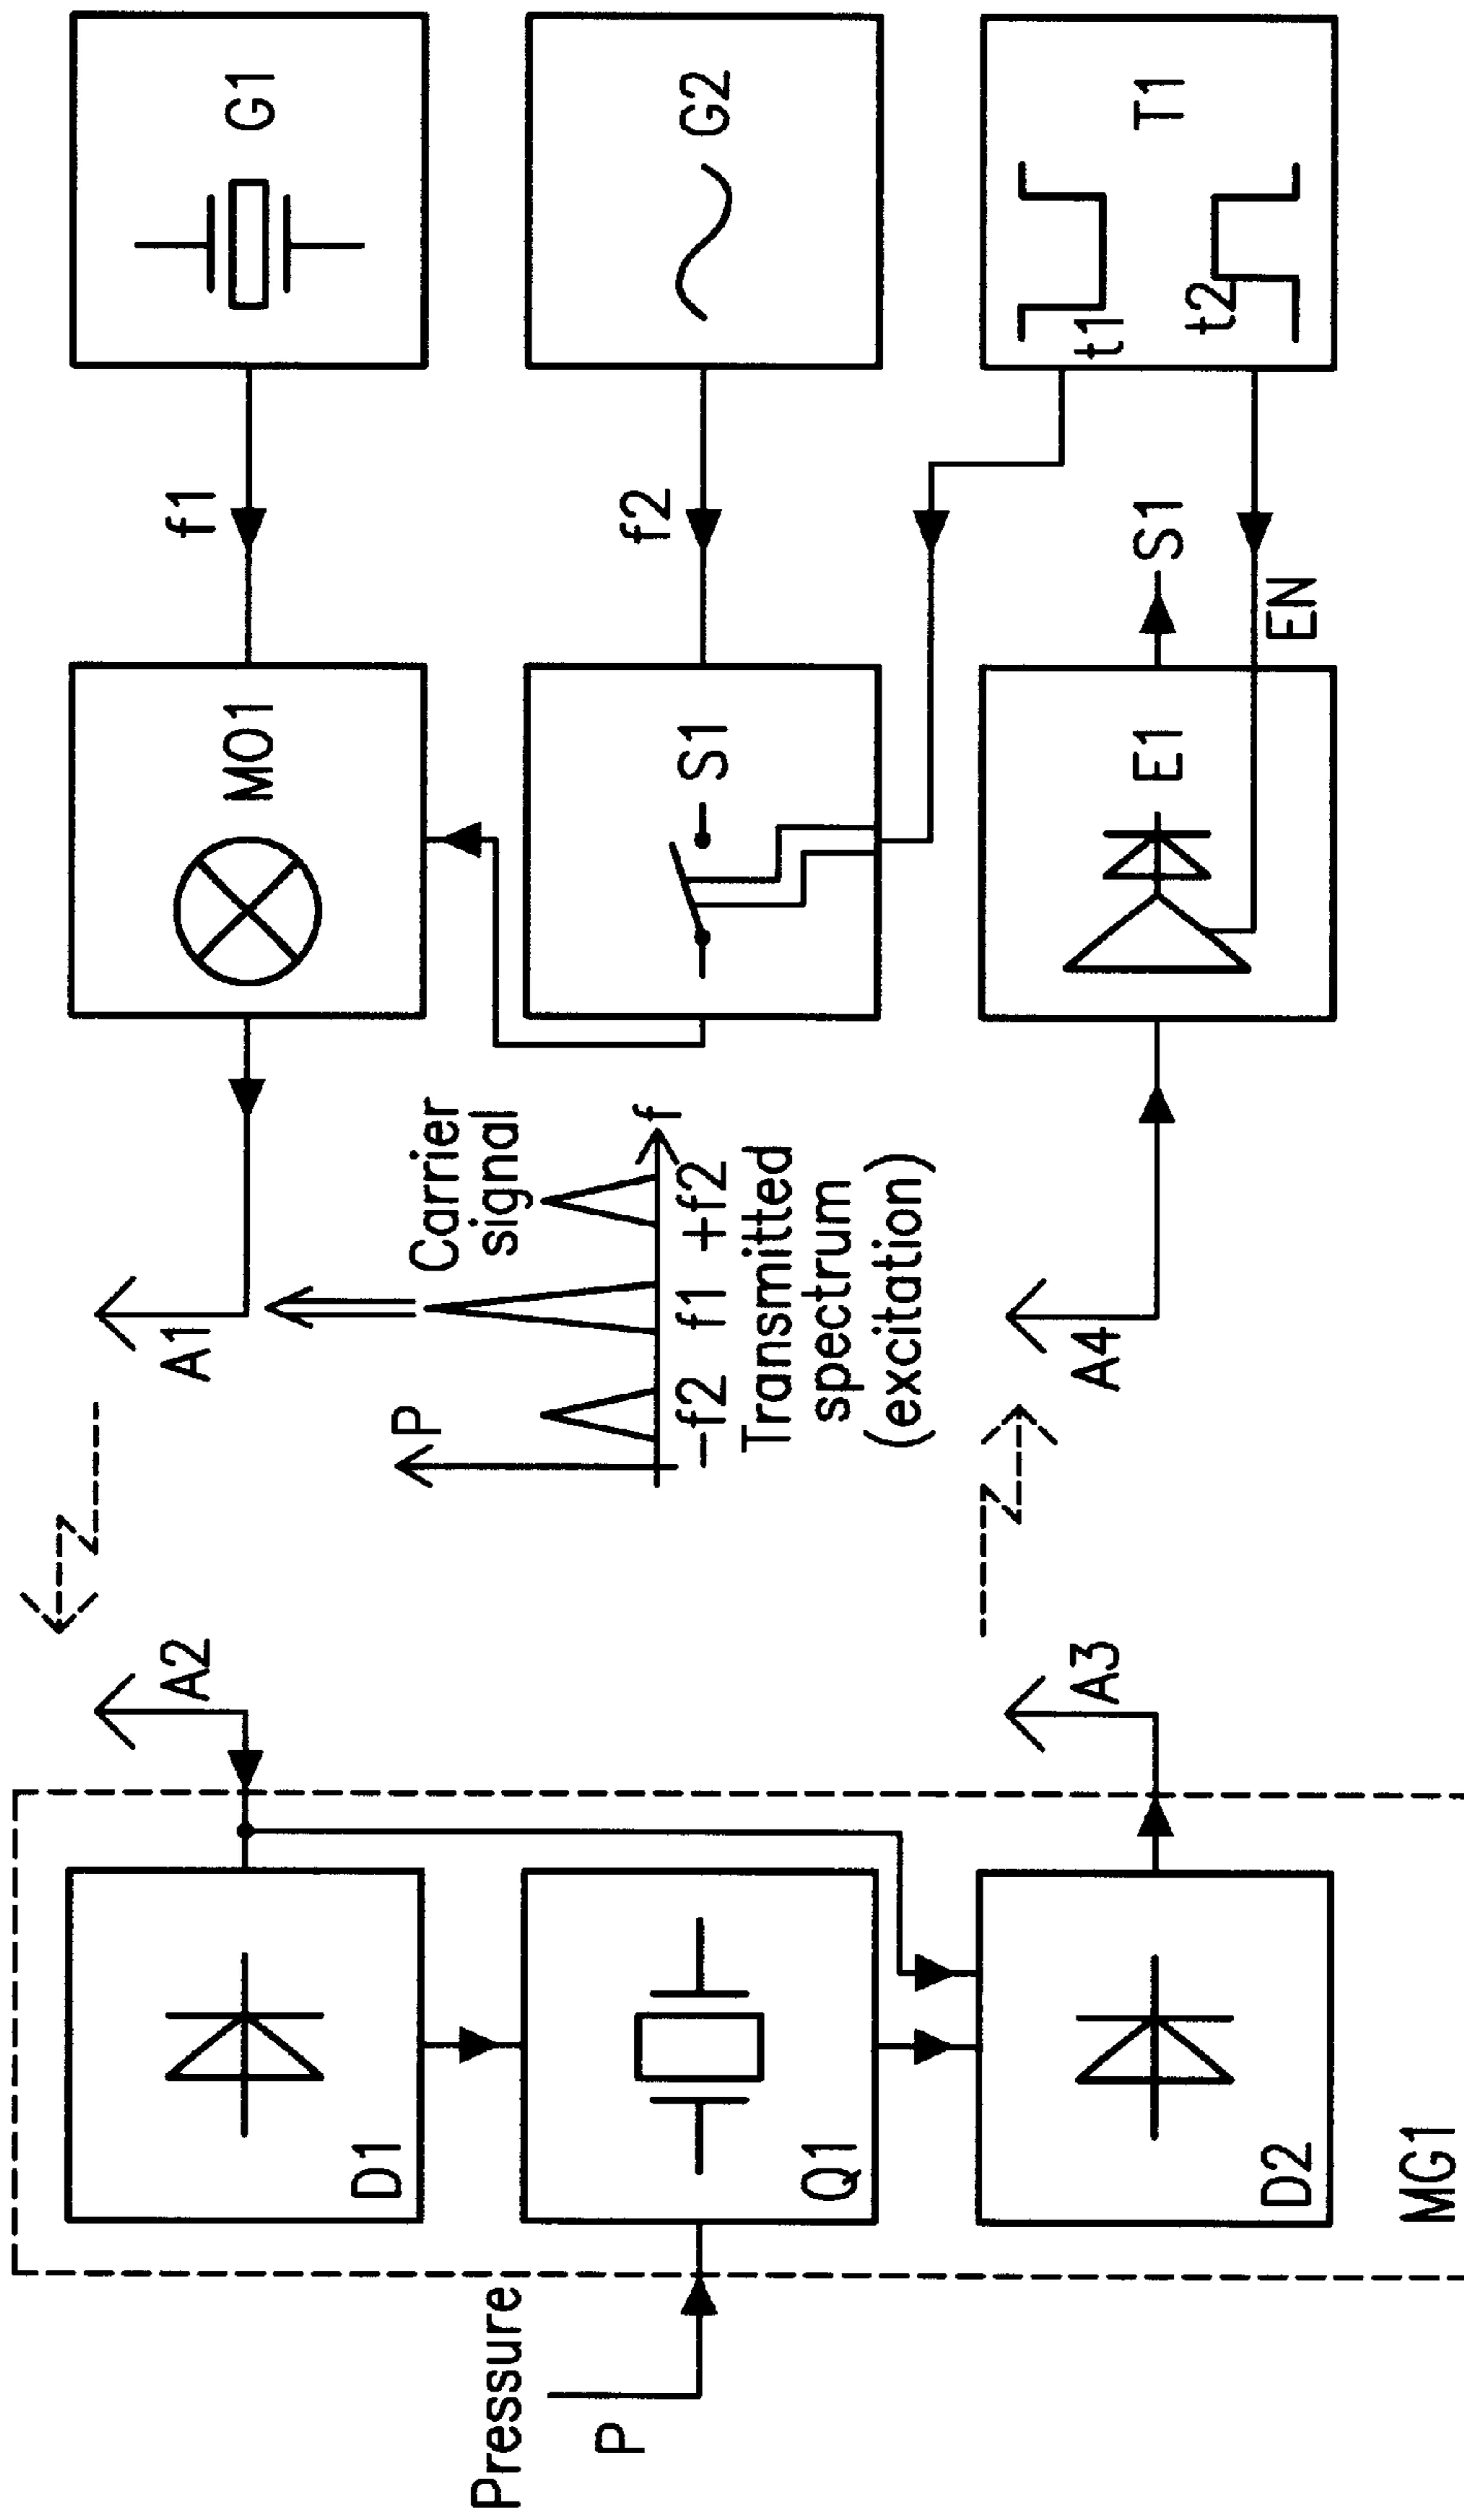 A2
A1
f1
MO1
G1
D1
P
Carrier
signal
Pressure
P
f
f2
S1
G2
-f2 f1 +f2
Transmitted
spectrum
(excitation)
Q1
A3
A4
t1
E1
S1
T1
t2
D2
EN
MG1